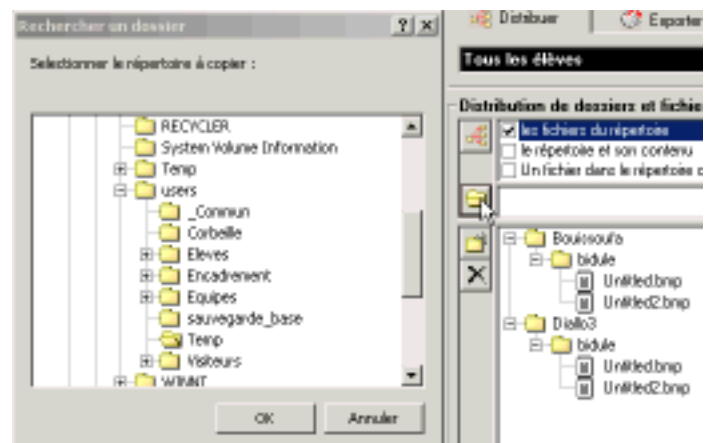 Rechercher un dossier
Selectionner le répertoire à copier :
RECYCLER
System Volume Information
Temp
users
_Commun
Corbeille
Eleves
Encadrement
Equipes
sauvegarde_base
Temp
Visiteurs
WINNT
OK Annuler
Distribuer Exporter
Tous les élèves
Distribution de dossiers et fichie
les fichiers du répertoire
le répertoire et son contenu
Un fichier dans le répertoire
Bouissoufa
bidule
Untitled.bmp
Untitled2.bmp
Diallo3
bidule
Untitled.bmp
Untitled2.bmp